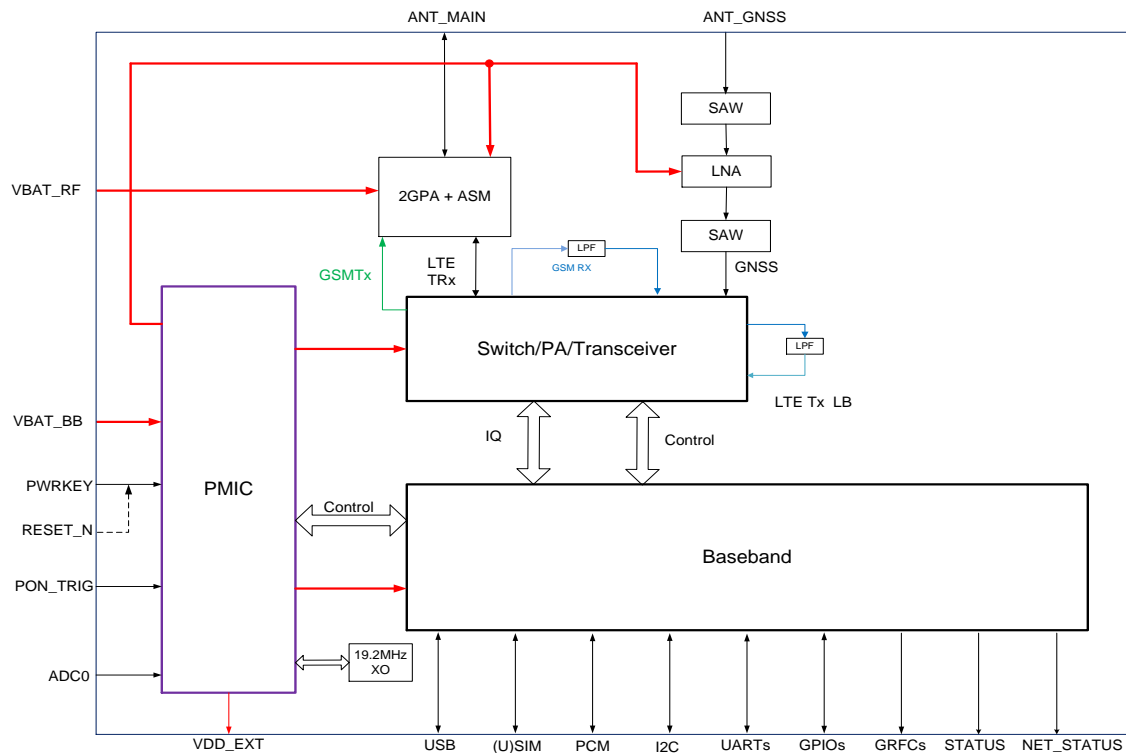 ANT_MAIN
ANT_GNSS
SAW
VBAT_RF
2GPA + ASM
LNA
SAW
GSMTx
LTE
TRx
LPF
GSM RX
GNSS
Switch/PA/Transceiver
LPF
LTE Tx  LB
VBAT_BB
IQ
Control
PWRKEY
PMIC
RESET_N
Control
Baseband
PON_TRIG
ADC0
19.2MHz
XO
VDD_EXT
USB
(U)SIM
PCM
I2C
UARTs
GPIOs
GRFCs
STATUS
NET_STATUS